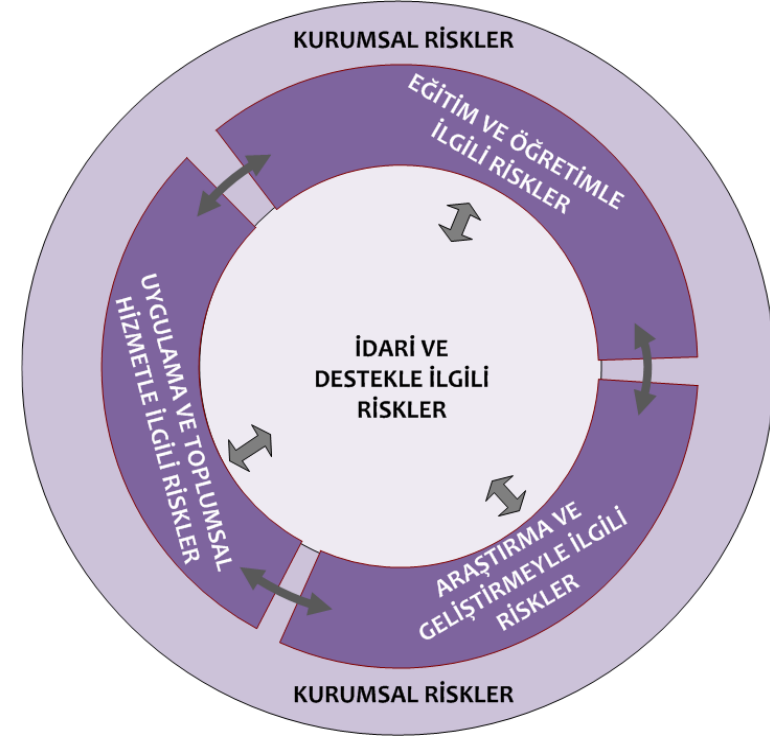 KURUMSAL RİSKLER
EĞİTİM VE ÖĞRETİMLE
İLGİLİ RİSKLER
UYGULAMA VE TOPLUMSAL
HİZMETLE İLGİLİ RİSKLER
İDARİ VE
DESTEKLE İLGİLİ
RİSKLER
ARAŞTIRMA VE
GELİŞTİRMEYLE İLGİLİ
RİSKLER
KURUMSAL RİSKLER